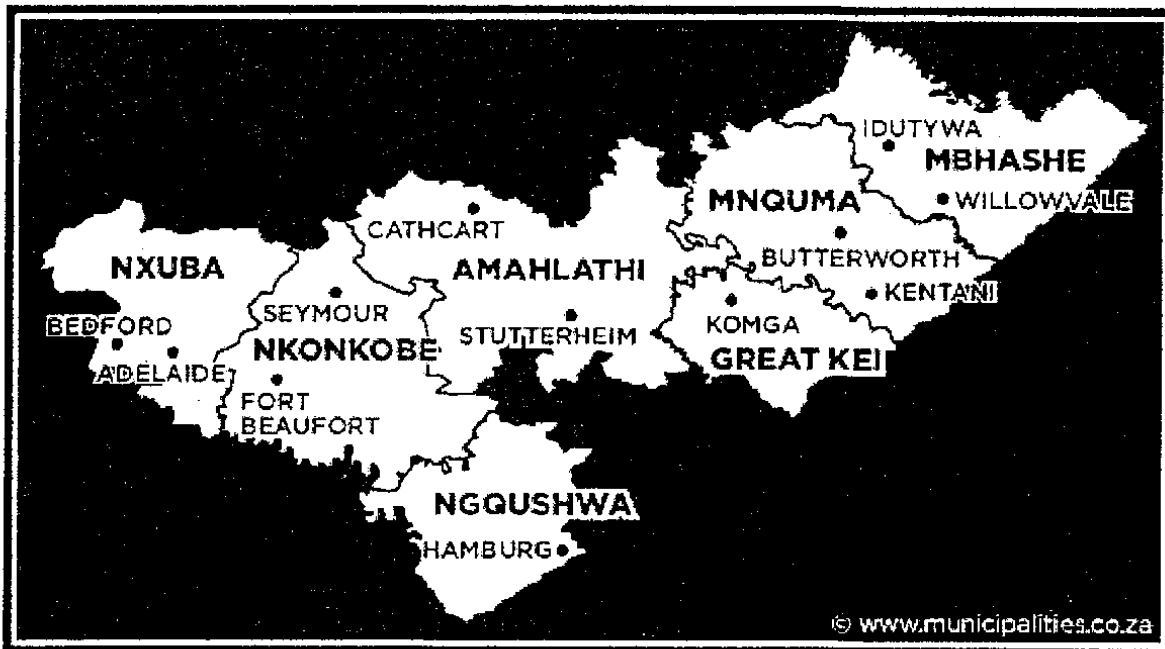 IDUTYWA
MBHASHE
MNQUMA
WILLOWVALE
CATHCART
BUTTERWORTH
NXUBA
AMAHLATHI
KENTANI
SEYMOUR
KOMGA
BEDFORD
STUTTERHEIM
NKONKOBE
GREAT KEI
ADELAIDE
FORT
BEAUFORT
NGQUSHWA
HAMBURG
© www.municipalities.co.za